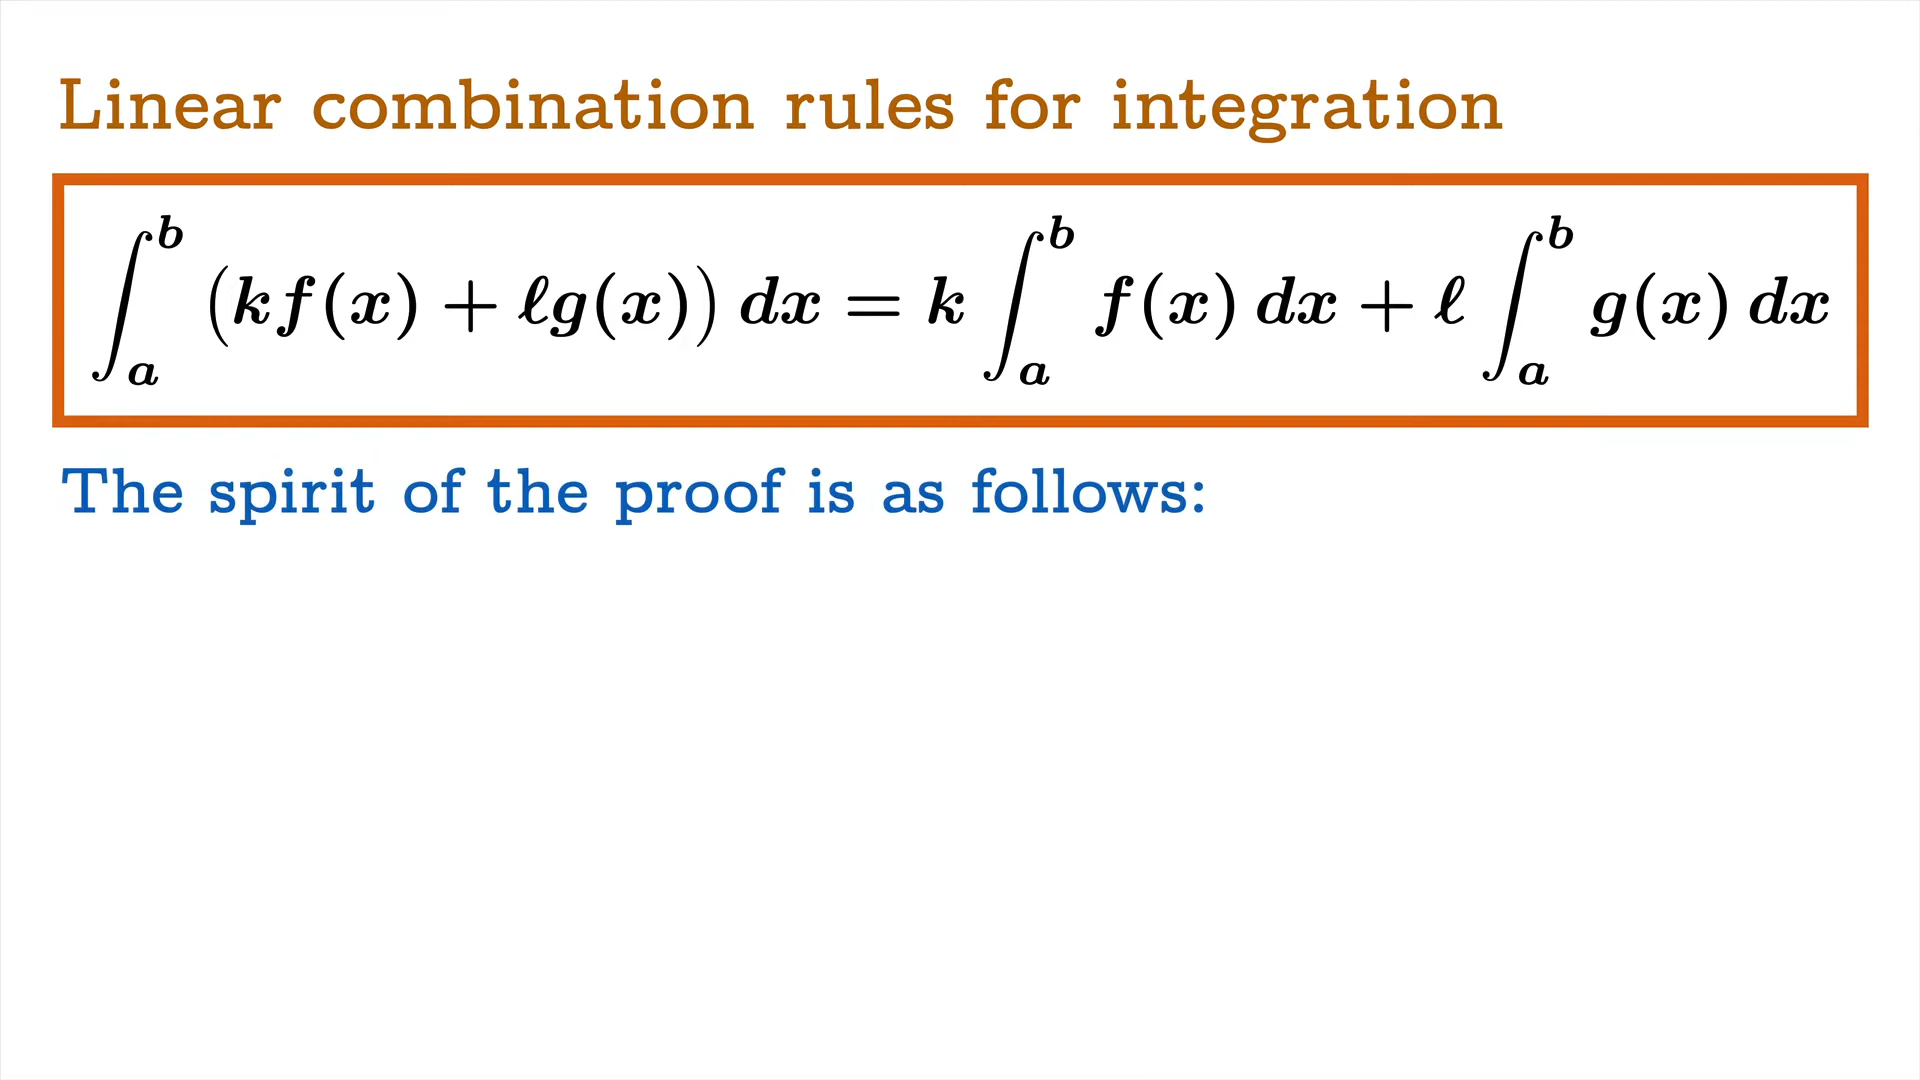 Linear combination rules for integration
∫_a^b (kf(x) + ℓg(x)) dx = k ∫_a^b f(x) dx + ℓ ∫_a^b g(x) dx
The spirit of the proof is as follows: